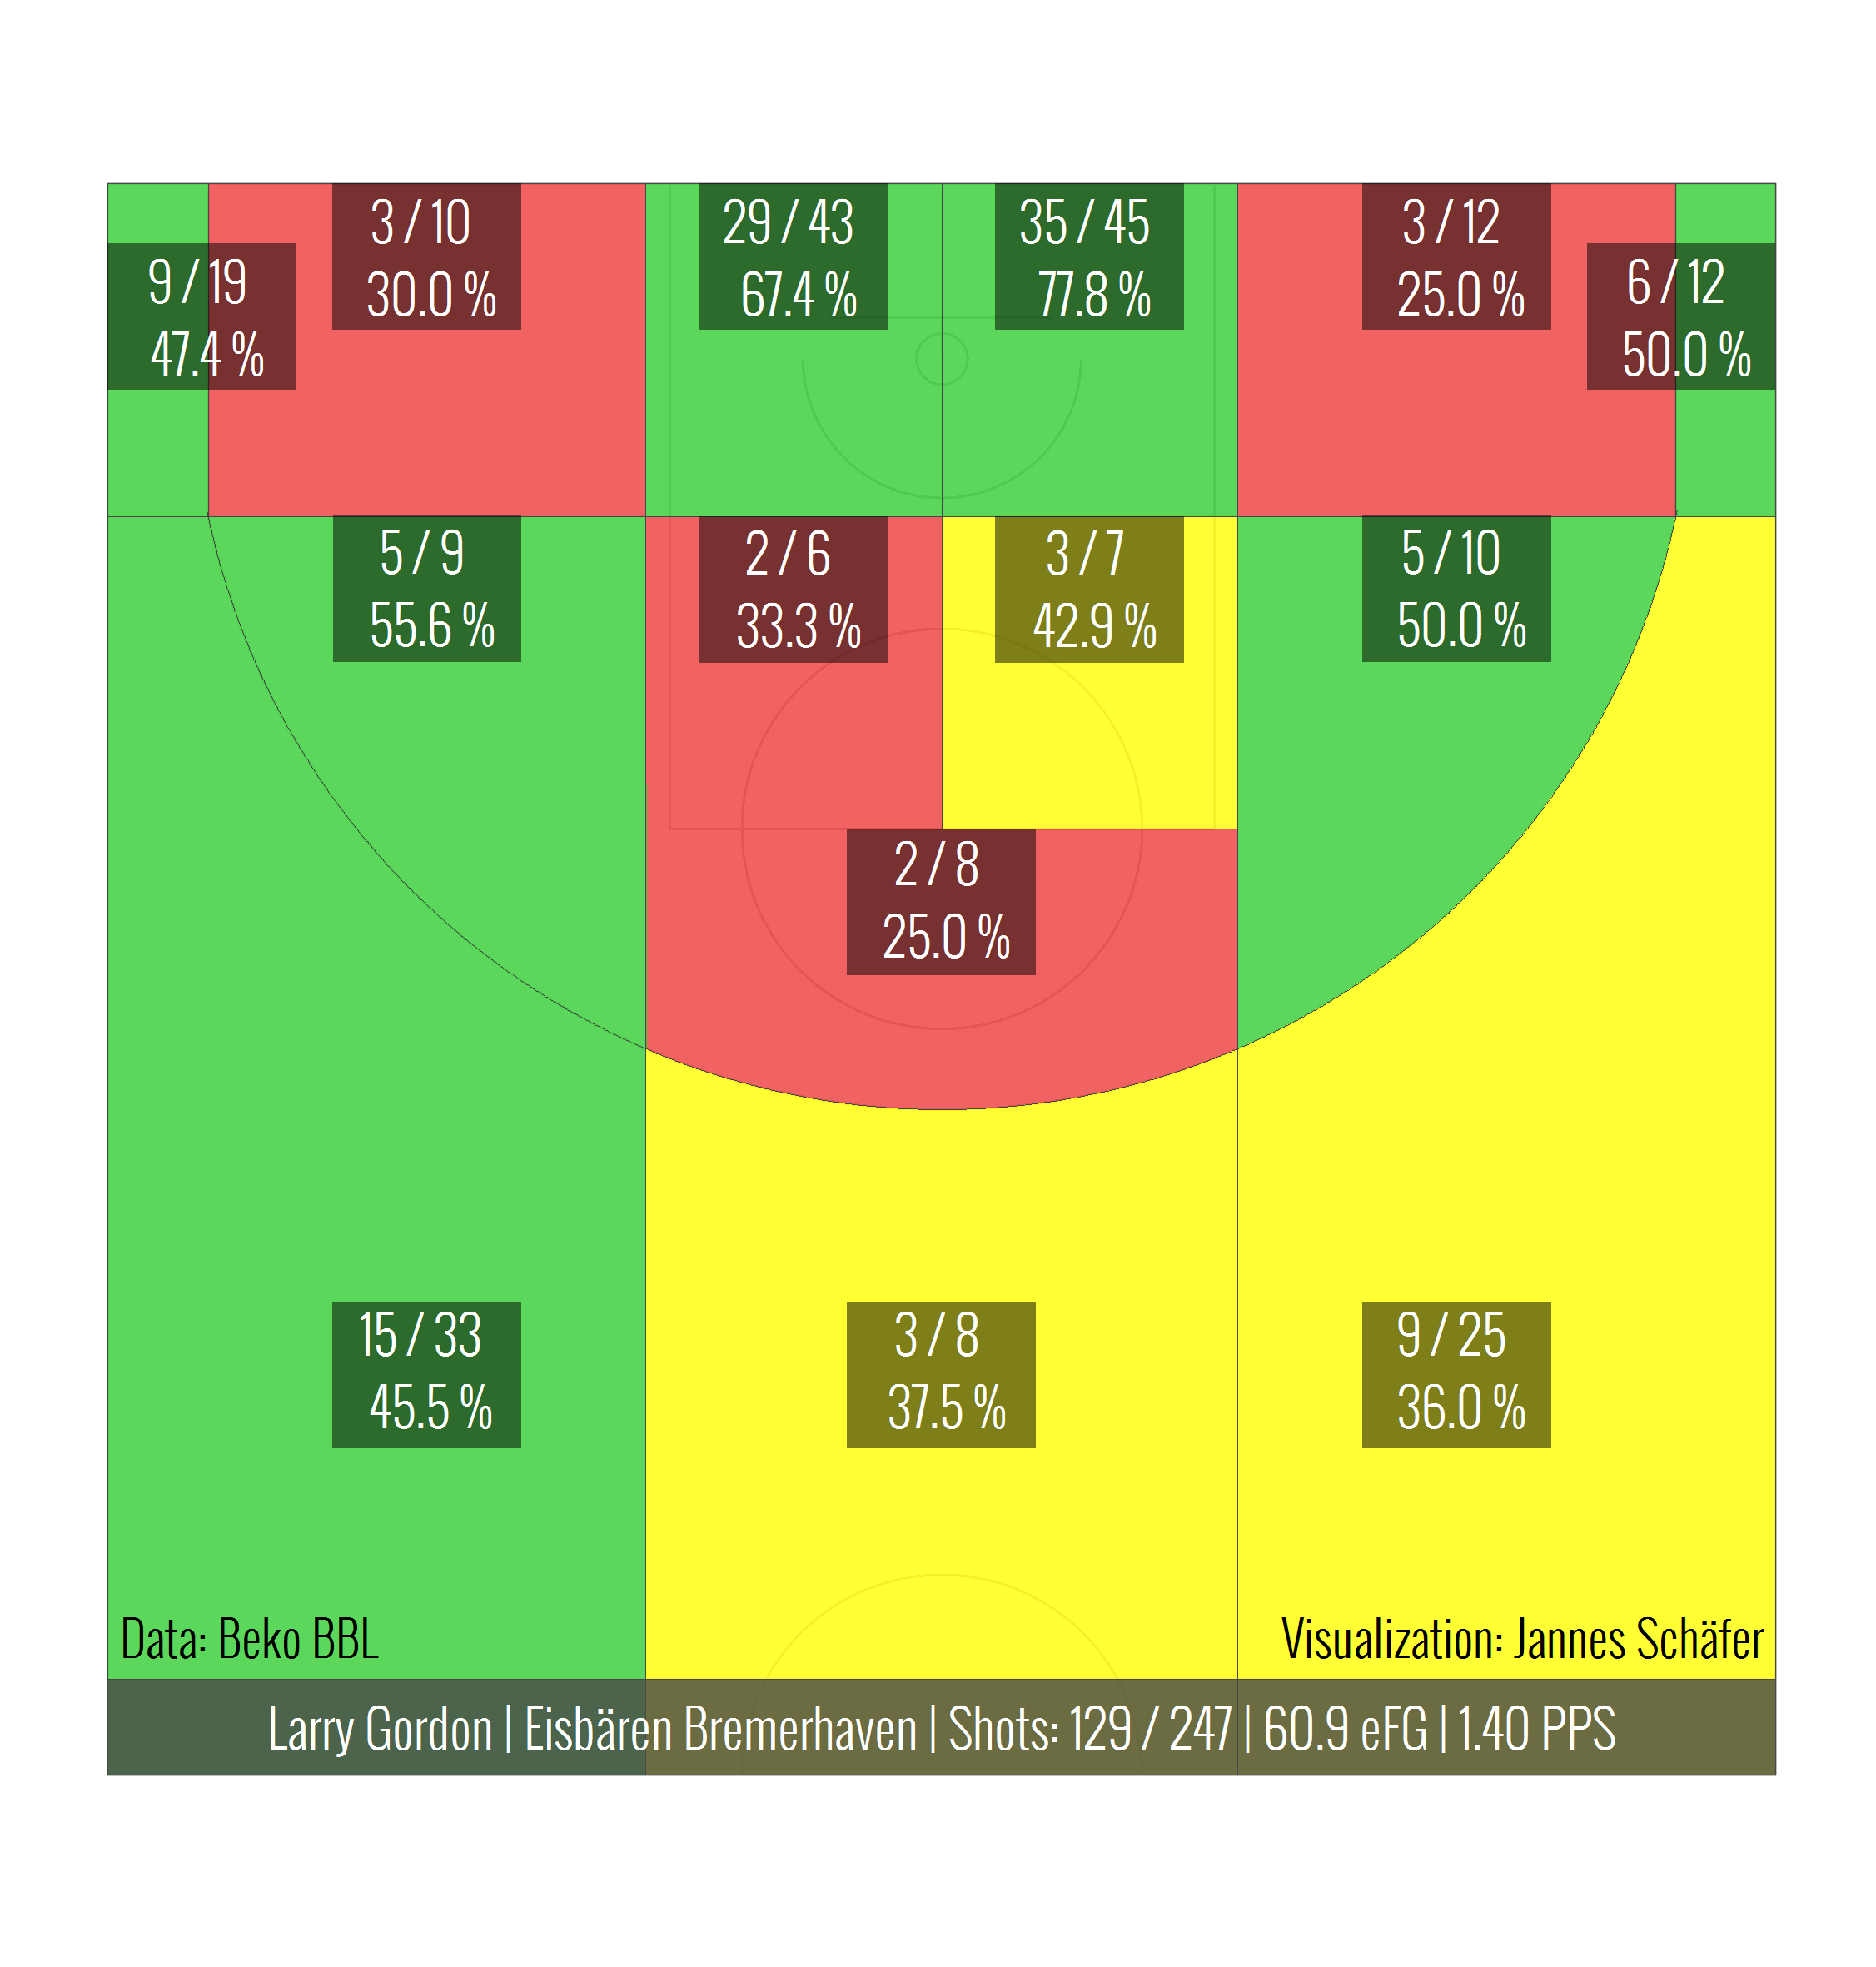 3 / 10
30.0 %
29 / 43
67.4 %
35 / 45
77.8 %
3 / 12
25.0 %
9 / 19
47.4 %
6 / 12
50.0 %
5 / 9
55.6 %
2 / 6
33.3 %
3 / 7
42.9 %
5 / 10
50.0 %
2 / 8
25.0 %
15 / 33
45.5 %
3 / 8
37.5 %
9 / 25
36.0 %
Data: Beko BBL
Visualization: Jannes Schäfer
Larry Gordon | Eisbären Bremerhaven | Shots: 129 / 247 | 60.9 eFG | 1.40 PPS